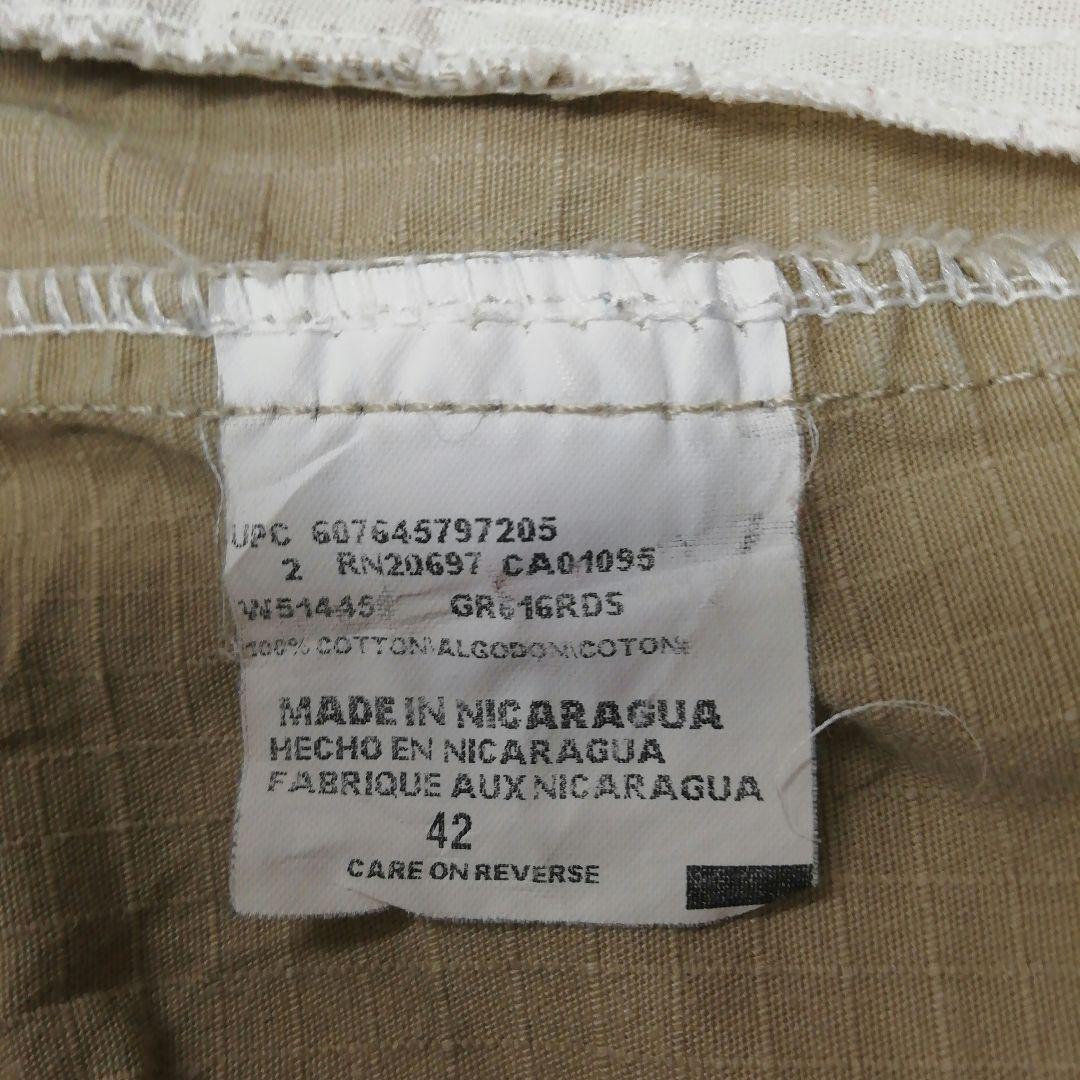 UPC 607645797205
2 RN20697 CA01095
W51445 GR616RDS
100% COTTON\ALGODON\COTON
MADE IN NICARAGUA
HECHO EN NICARAGUA
FABRIQUE AUX NICARAGUA
42
CARE ON REVERSE